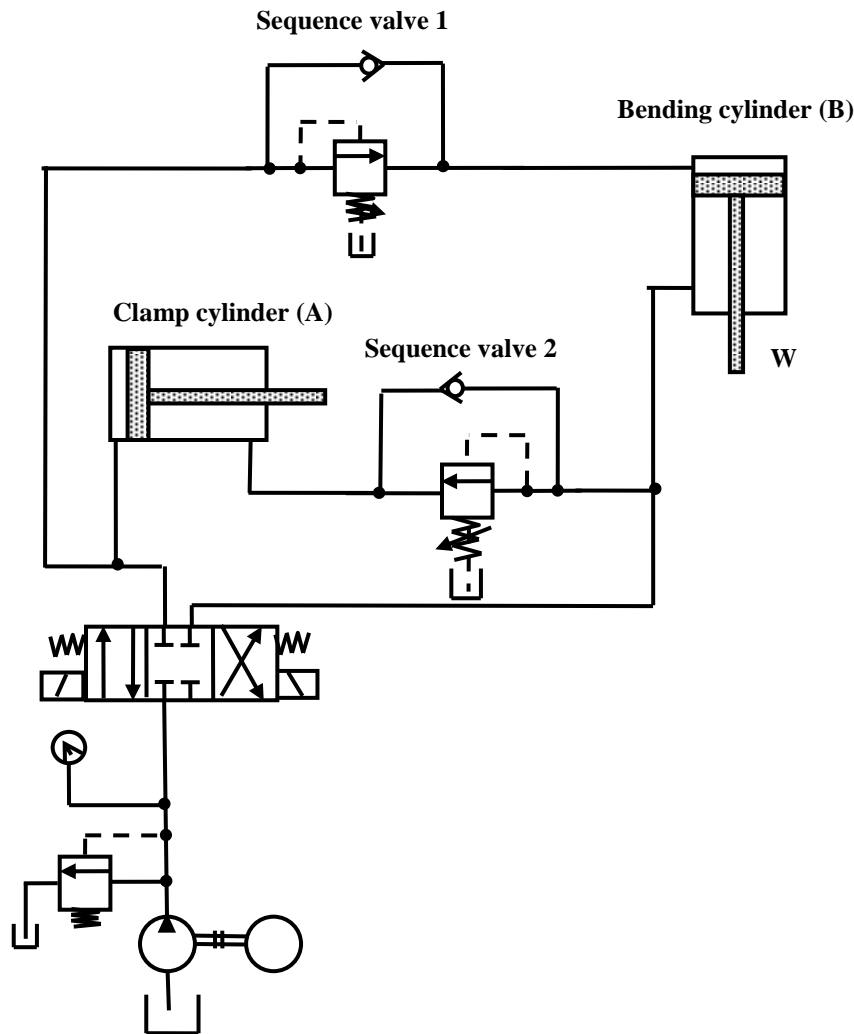 Sequence valve 1
Bending cylinder (B)
Clamp cylinder (A)
Sequence valve 2
W